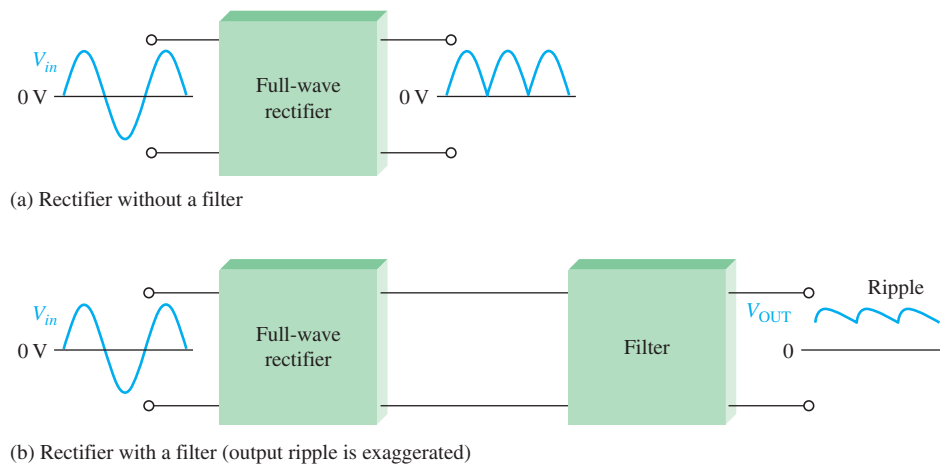 V_in
0 V
Full-wave
rectifier
0 V
(a) Rectifier without a filter
V_in
0 V
Full-wave
rectifier
Filter
V_OUT
Ripple
0
(b) Rectifier with a filter (output ripple is exaggerated)